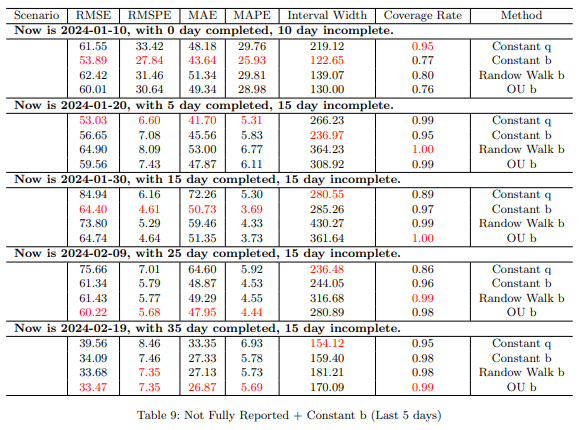 Scenario RMSE RMSPE MAE MAPE Interval Width Coverage Rate Method
Now is 2024-01-10, with 0 day completed, 10 day incomplete.
61.55 33.42 48.18 29.76 219.12 0.95 Constant q
53.89 27.84 43.64 25.93 122.65 0.77 Constant b
62.42 31.46 51.34 29.81 139.07 0.80 Randow Walk b
60.01 30.64 49.34 28.98 130.00 0.76 OU b
Now is 2024-01-20, with 5 day completed, 15 day incomplete.
53.03 6.60 41.70 5.31 266.23 0.99 Constant q
56.65 7.08 45.56 5.83 236.97 0.95 Constant b
64.90 8.09 53.00 6.77 364.23 1.00 Randow Walk b
59.56 7.43 47.87 6.11 308.92 0.99 OU b
Now is 2024-01-30, with 15 day completed, 15 day incomplete.
84.94 6.16 72.26 5.30 280.55 0.89 Constant q
64.40 4.61 50.73 3.69 285.26 0.97 Constant b
73.80 5.29 59.46 4.33 430.27 0.99 Randow Walk b
64.74 4.64 51.35 3.73 361.64 1.00 OU b
Now is 2024-02-09, with 25 day completed, 15 day incomplete.
75.66 7.01 64.60 5.92 236.48 0.86 Constant q
61.34 5.79 48.87 4.53 244.05 0.96 Constant b
61.43 5.77 49.29 4.55 316.68 0.99 Randow Walk b
60.22 5.68 47.95 4.44 280.89 0.98 OU b
Now is 2024-02-19, with 35 day completed, 15 day incomplete.
39.56 8.46 33.35 6.93 154.12 0.95 Constant q
34.09 7.46 27.33 5.78 159.40 0.98 Constant b
33.68 7.35 27.13 5.73 181.21 0.98 Randow Walk b
33.47 7.35 26.87 5.69 170.09 0.99 OU b
Table 9: Not Fully Reported + Constant b (Last 5 days)